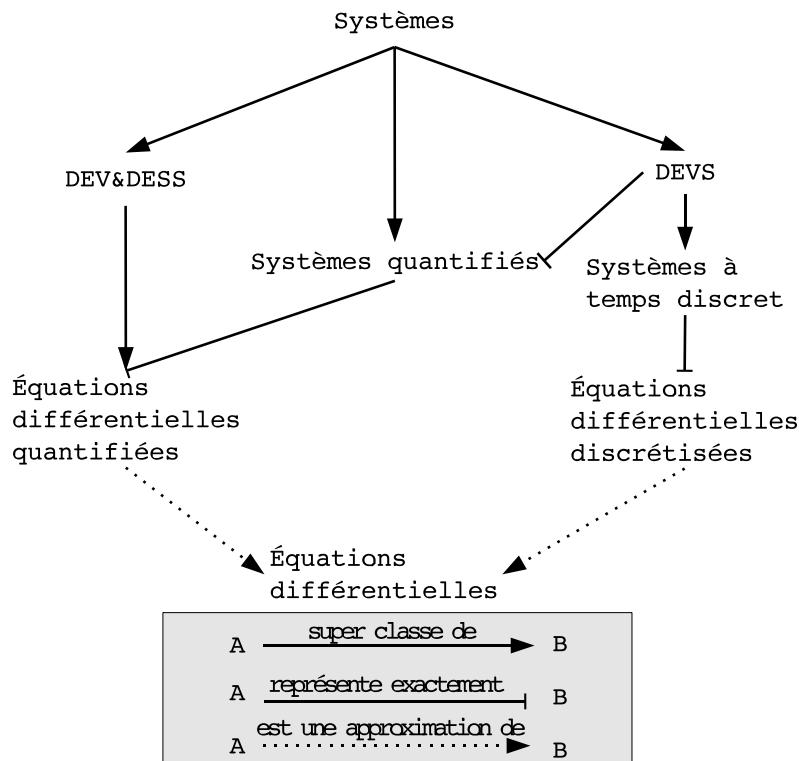 Systèmes
DEV&DESS
DEVS
Systèmes quantifiés
Systèmes à
temps discret
Équations
différentielles
quantifiées
Équations
différentielles
discrétisées
Équations
différentielles
A super classe de B
A représente exactement B
A est une approximation de B